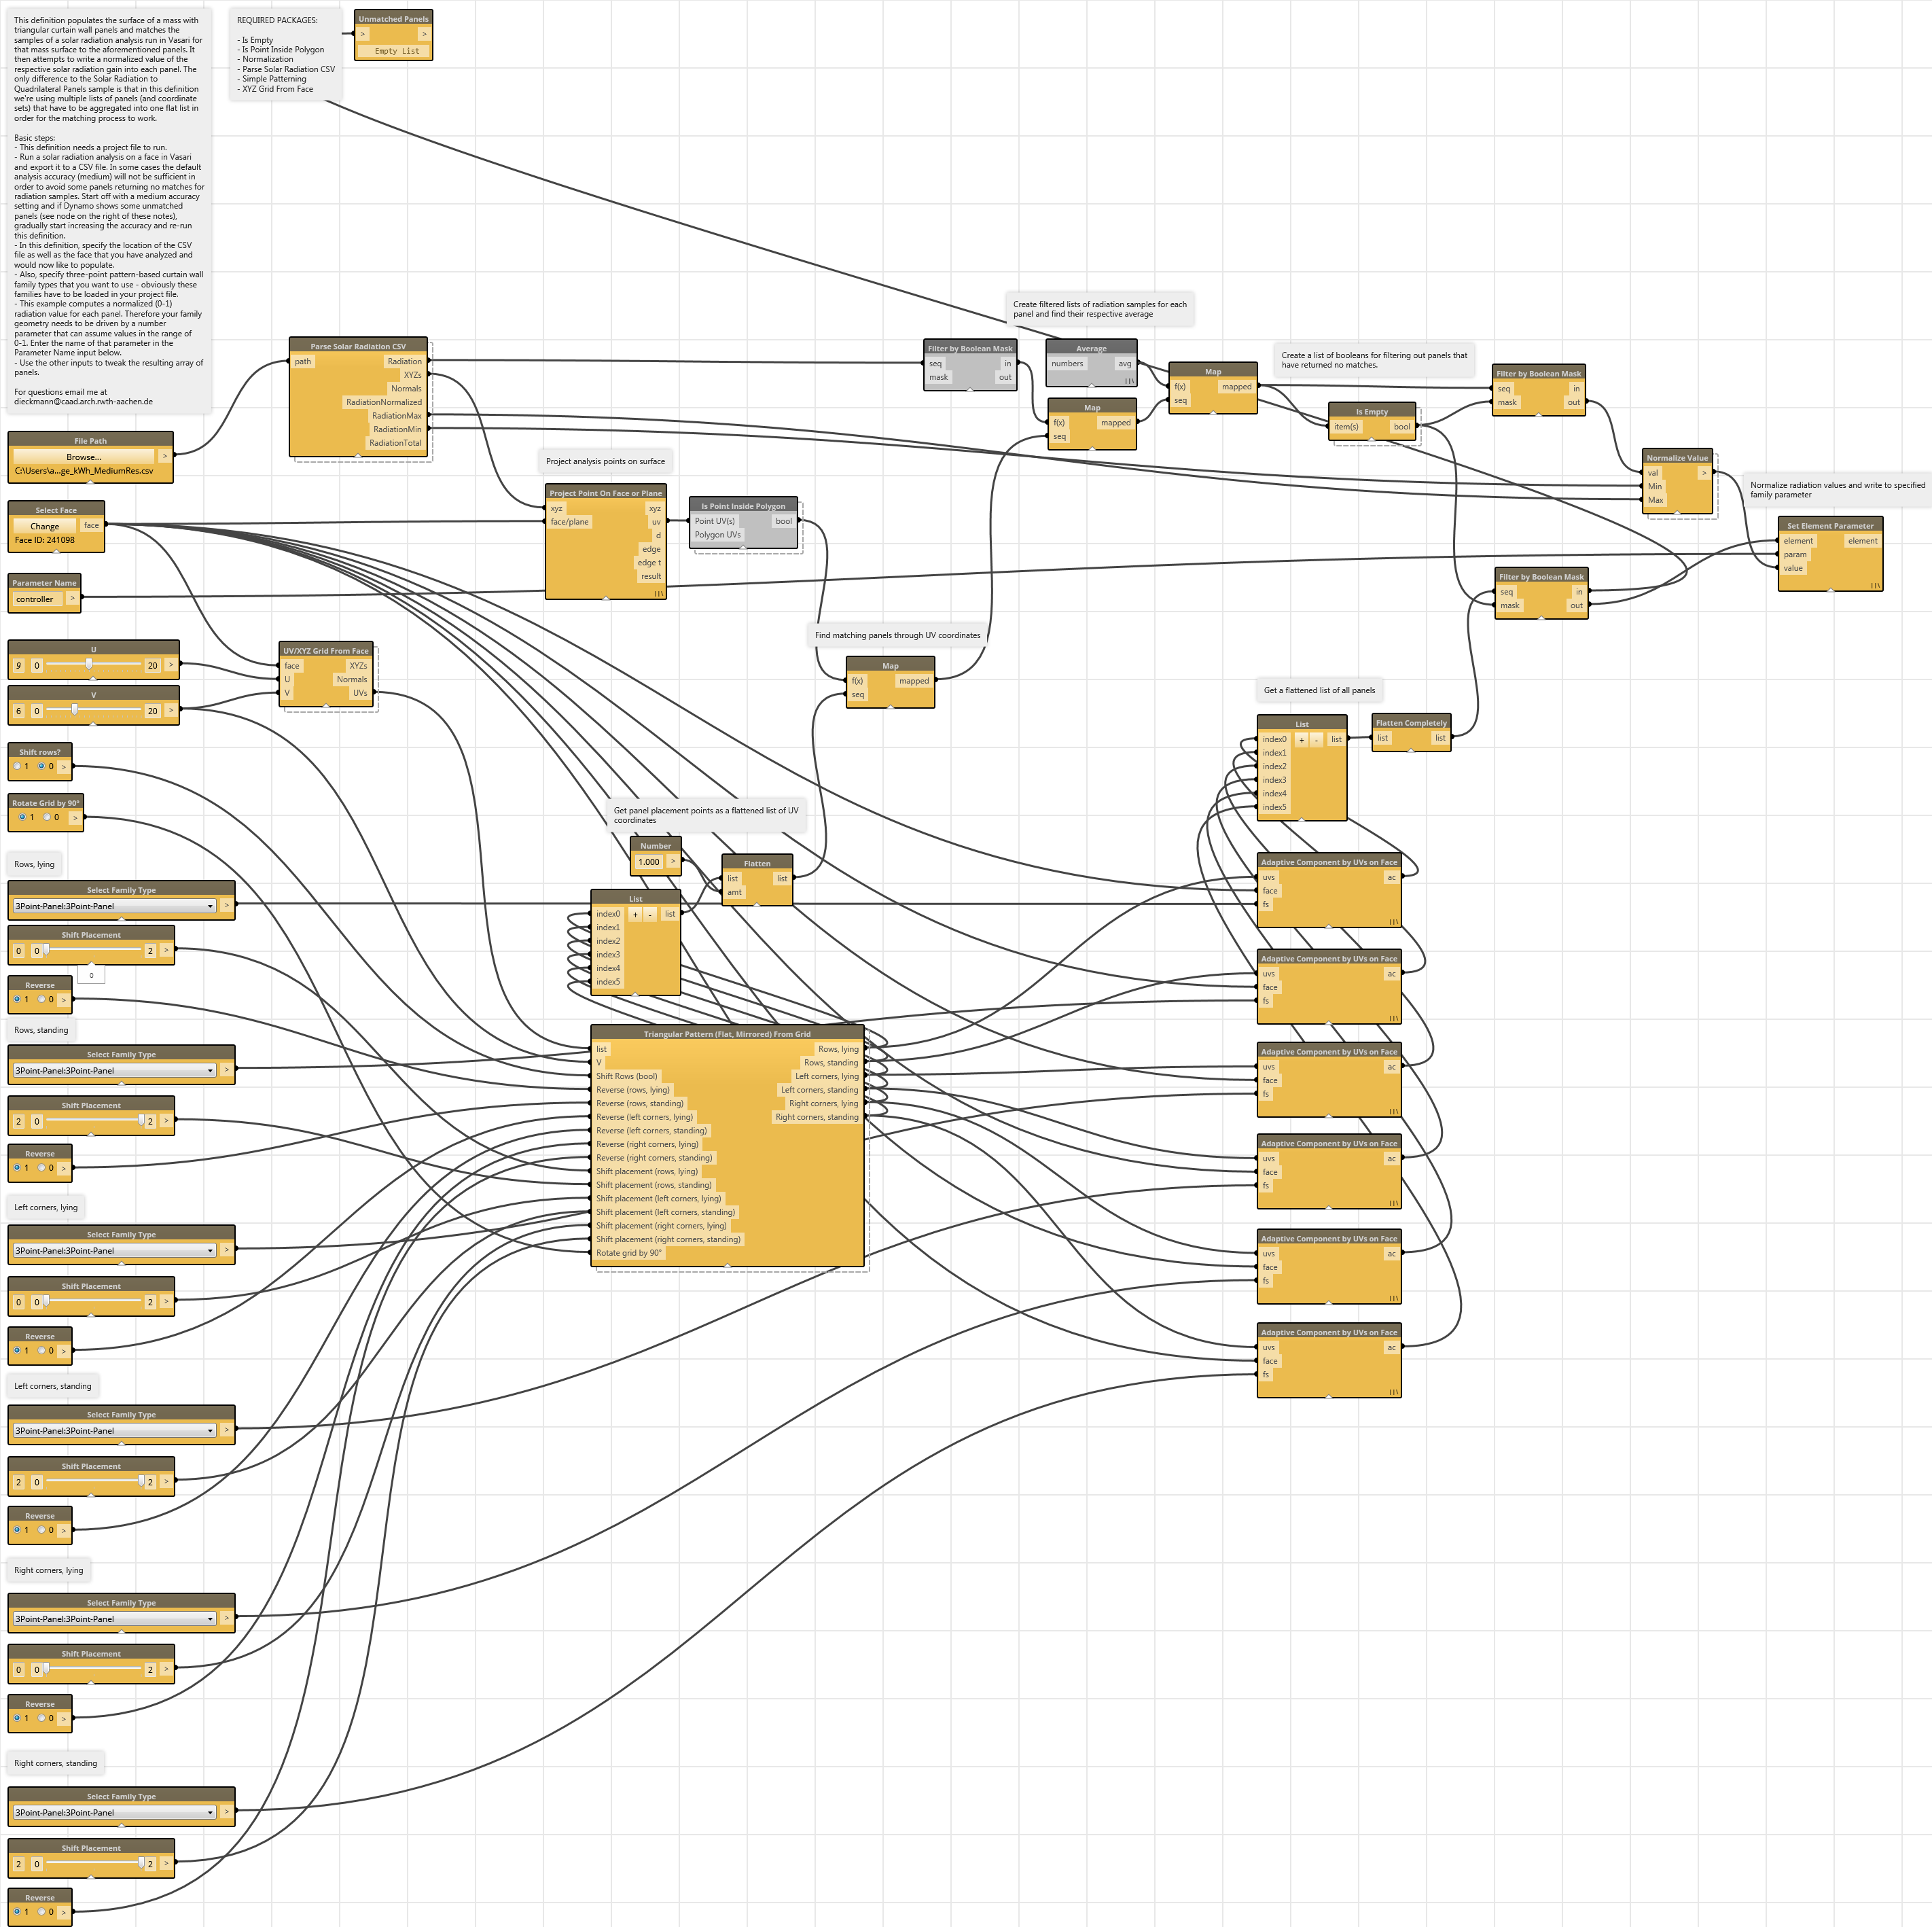 This definition populates the surface of a mass with
triangular curtain wall panels and matches the
samples of a solar radiation analysis run in Vasari for
that mass surface to the aforementioned panels. It
then attempts to write a normalized value of the
respective solar radiation gain into each panel. The
only difference to the Solar Radiation to
Quadrilateral Panels sample is that in this definition
we're using multiple lists of panels (and coordinate
sets) that have to be aggregated into one flat list in
order for the matching process to work.
Basic steps:
- This definition needs a project file to run.
- Run a solar radiation analysis on a face in Vasari
and export it to a CSV file. In some cases the default
analysis accuracy (medium) will not be sufficient in
order to avoid some panels returning no matches for
radiation samples. Start off with a medium accuracy
setting and if Dynamo shows some unmatched
panels (see node on the right of these notes),
gradually start increasing the accuracy and re-run
this definition.
- In this definition, specify the location of the CSV
file as well as the face that you have analyzed and
would now like to populate.
- Also, specify three-point pattern-based curtain wall
family types that you want to use - obviously these
families have to be loaded in your project file.
- This example computes a normalized (0-1)
radiation value for each panel. Therefore your family
geometry needs to be driven by a number
parameter that can assume values in the range of
0-1. Enter the name of that parameter in the
Parameter Name input below.
- Use the other inputs to tweak the resulting array of
panels.
For questions email me at
dieckmann@caad.arch.rwth-aachen.de
REQUIRED PACKAGES:
- Is Empty
- Is Point Inside Polygon
- Normalization
- Parse Solar Radiation CSV
- Simple Patterning
- XYZ Grid From Face
Unmatched Panels
> >
Empty List
File Path
Browse... >
C:\Users\a...ge_kWh_MediumRes.csv
Select Face
Change face
Face ID: 241098
Parameter Name
controller >
U
9 0 20 >
V
6 0 20 >
Shift rows?
1 0 >
Rotate Grid by 90°
1 0 >
Rows, lying
Select Family Type
3Point-Panel:3Point-Panel >
Shift Placement
0 0 2 >
0
Reverse
1 0 >
Rows, standing
Select Family Type
3Point-Panel:3Point-Panel >
Shift Placement
2 0 2 >
Reverse
1 0 >
Left corners, lying
Select Family Type
3Point-Panel:3Point-Panel >
Shift Placement
0 0 2 >
Reverse
1 0 >
Left corners, standing
Select Family Type
3Point-Panel:3Point-Panel >
Shift Placement
2 0 2 >
Reverse
1 0 >
Right corners, lying
Select Family Type
3Point-Panel:3Point-Panel >
Shift Placement
0 0 2 >
Reverse
1 0 >
Right corners, standing
Select Family Type
3Point-Panel:3Point-Panel >
Shift Placement
2 0 2 >
Reverse
1 0 >
Parse Solar Radiation CSV
path Radiation
XYZs
Normals
RadiationNormalized
RadiationMax
RadiationMin
RadiationTotal
UV/XYZ Grid From Face
face XYZs
U Normals
V UVs
Project analysis points on surface
Project Point On Face or Plane
xyz xyz
face/plane uv
d
edge
edge t
result
Is Point Inside Polygon
Point UV(s) bool
Polygon UVs
Find matching panels through UV coordinates
Map
f(x) mapped
seq
Get panel placement points as a flattened list of UV
coordinates
Number
1.000 >
Flatten
list list
amt
List
index0 + - list
index1
index2
index3
index4
index5
Triangular Pattern (Flat, Mirrored) From Grid
list Rows, lying
V Rows, standing
Shift Rows (bool) Left corners, lying
Reverse (rows, lying) Left corners, standing
Reverse (rows, standing) Right corners, lying
Reverse (left corners, lying) Right corners, standing
Reverse (left corners, standing)
Reverse (right corners, lying)
Reverse (right corners, standing)
Shift placement (rows, lying)
Shift placement (rows, standing)
Shift placement (left corners, lying)
Shift placement (left corners, standing)
Shift placement (right corners, lying)
Shift placement (right corners, standing)
Rotate grid by 90°
Create filtered lists of radiation samples for each
panel and find their respective average
Filter by Boolean Mask
seq in
mask out
Average
numbers avg
Map
f(x) mapped
seq
Map
f(x) mapped
seq
Create a list of booleans for filtering out panels that
have returned no matches.
Is Empty
item(s) bool
Filter by Boolean Mask
seq in
mask out
Normalize Value
val >
Min
Max
Normalize radiation values and write to specified
family parameter
Set Element Parameter
element element
param
value
Filter by Boolean Mask
seq in
mask out
Get a flattened list of all panels
List
index0 + - list
index1
index2
index3
index4
index5
Flatten Completely
list list
Adaptive Component by UVs on Face
uvs ac
face
fs
Adaptive Component by UVs on Face
uvs ac
face
fs
Adaptive Component by UVs on Face
uvs ac
face
fs
Adaptive Component by UVs on Face
uvs ac
face
fs
Adaptive Component by UVs on Face
uvs ac
face
fs
Adaptive Component by UVs on Face
uvs ac
face
fs